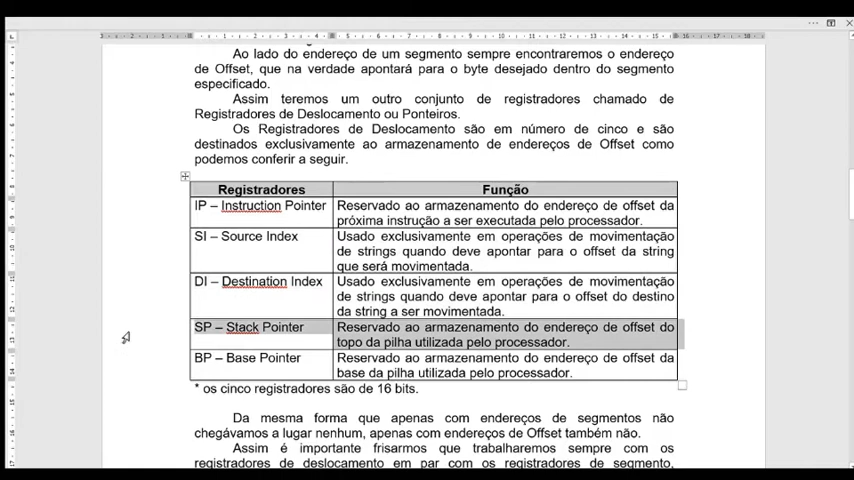 Ao lado do endereço de um segmento sempre encontraremos o endereço
de Offset, que na verdade apontará para o byte desejado dentro do segmento
especificado.
Assim teremos um outro conjunto de registradores chamado de
Registradores de Deslocamento ou Ponteiros.
Os Registradores de Deslocamento são em número de cinco e são
destinados exclusivamente ao armazenamento de endereços de Offset como
podemos conferir a seguir.
Registradores Função
IP – Instruction Pointer Reservado ao armazenamento do endereço de offset da
próxima instrução a ser executada pelo processador.
SI – Source Index Usado exclusivamente em operações de movimentação
de strings quando deve apontar para o offset da string
que será movimentada.
DI – Destination Index Usado exclusivamente em operações de movimentação
de strings quando deve apontar para o offset do destino
da string a ser movimentada.
SP – Stack Pointer Reservado ao armazenamento do endereço de offset do
topo da pilha utilizada pelo processador.
BP – Base Pointer Reservado ao armazenamento do endereço de offset da
base da pilha utilizada pelo processador.
* os cinco registradores são de 16 bits.
Da mesma forma que apenas com endereços de segmentos não
chegávamos a lugar nenhum, apenas com endereços de Offset também não.
Assim é importante frisarmos que trabalharemos sempre com os
registradores de deslocamento em par com os registradores de segmento,